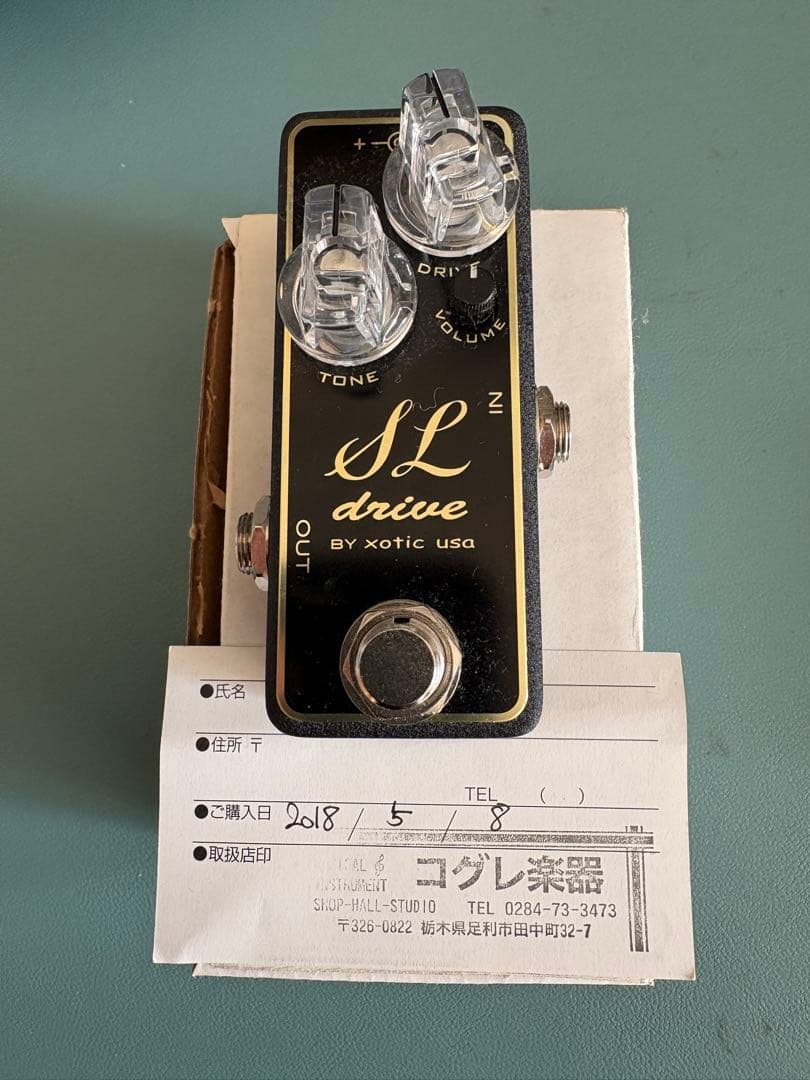 +
DRIVE
VOLUME
TONE
IN
SL
drive
BY xotic usa
OUT
●氏名
●住所 〒
TEL ( )
●ご購入日 2018 / 5 / 8
●取扱店印
INSTRUMENT
コグレ楽器
SHOP-HALL-STUDIO TEL 0284-73-3473
〒326-0822 栃木県足利市田中町32-7